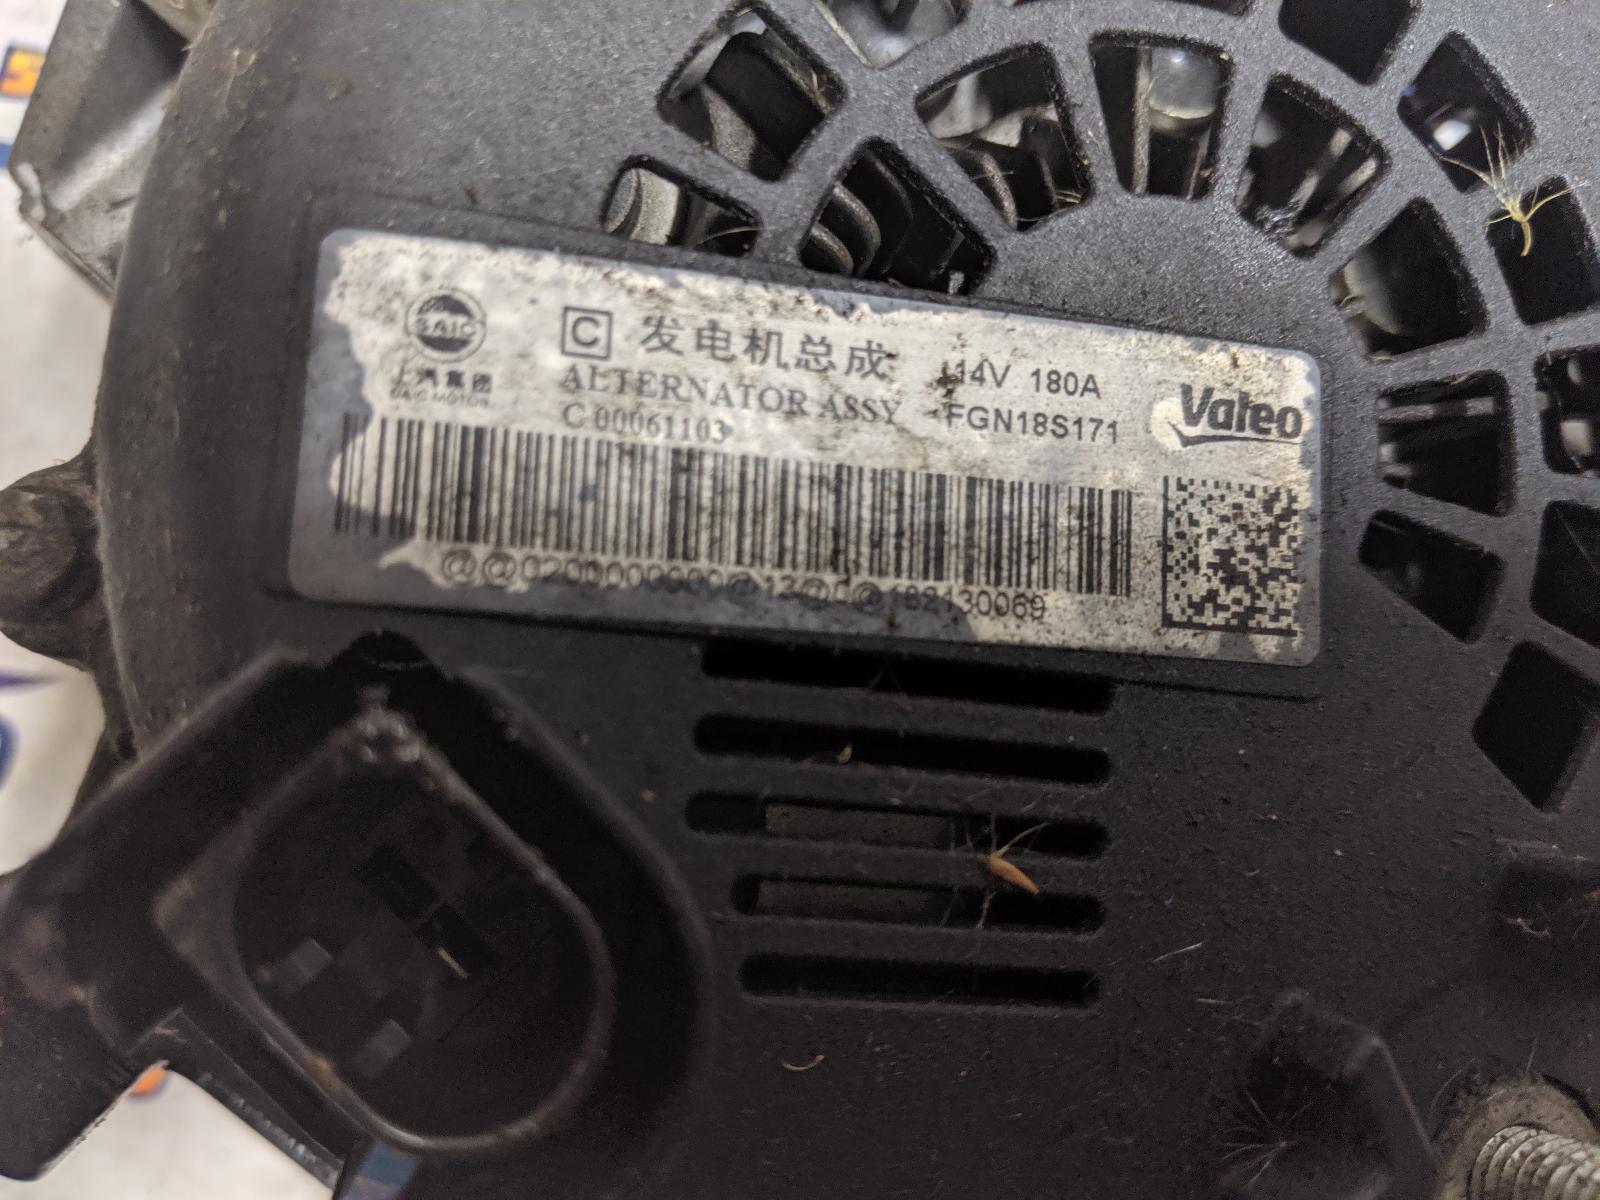 SAIC
上汽集团
SAIC MOTOR
C 发电机总成 14V 180A
ALTERNATOR ASSY FGN18S171
C 00061103
Valeo
182130069